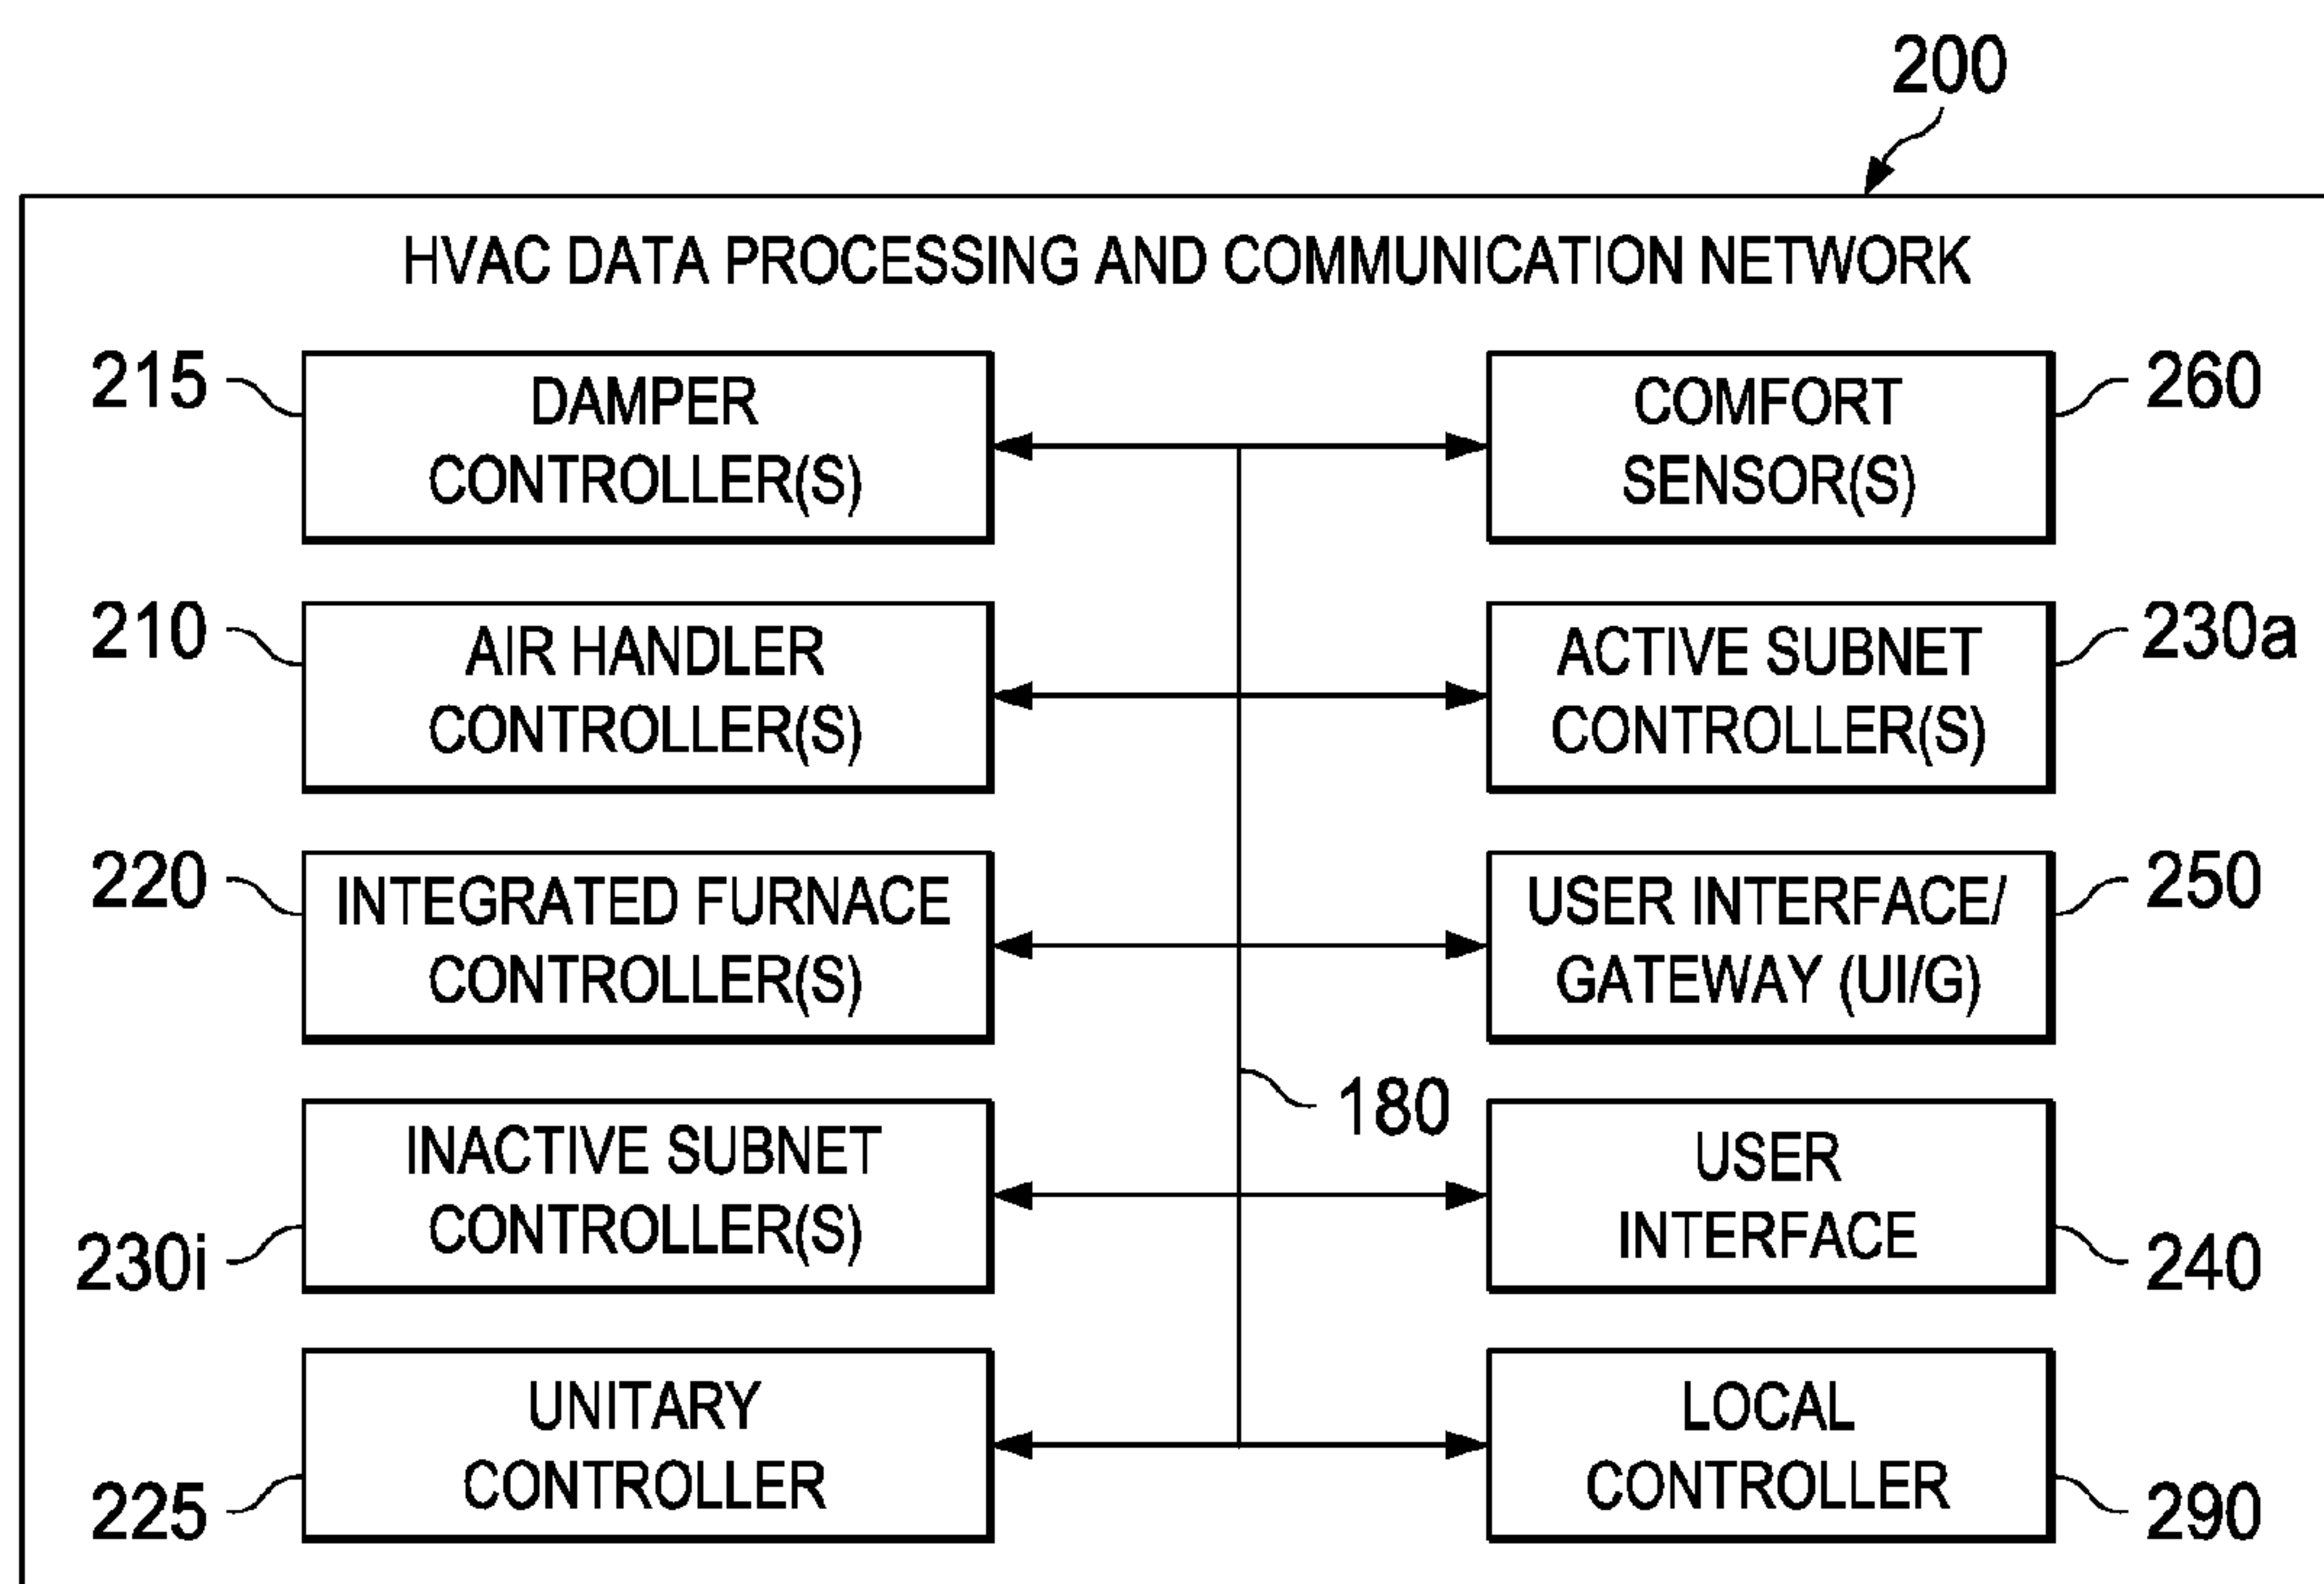 200
HVAC DATA PROCESSING AND COMMUNICATION NETWORK
215
DAMPER
CONTROLLER(S)
COMFORT
SENSOR(S)
260
210
AIR HANDLER
CONTROLLER(S)
ACTIVE SUBNET
CONTROLLER(S)
230a
220
INTEGRATED FURNACE
CONTROLLER(S)
USER INTERFACE/
GATEWAY (UI/G)
250
180
INACTIVE SUBNET
CONTROLLER(S)
230i
USER
INTERFACE
240
UNITARY
CONTROLLER
225
LOCAL
CONTROLLER
290